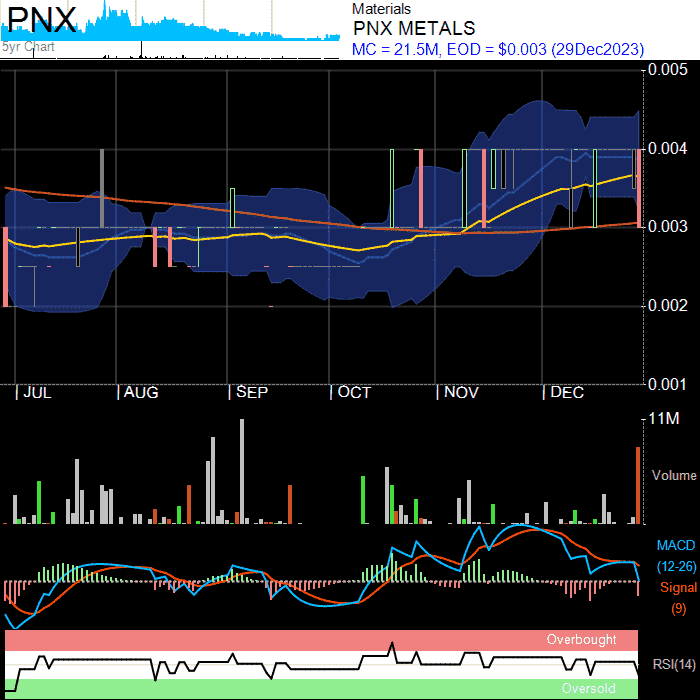 PNX
5yr Chart
Materials
PNX METALS
MC = 21.5M, EOD = $0.003 (29Dec2023)
0.005
0.004
0.003
0.002
0.001
JUL
AUG
SEP
OCT
NOV
DEC
11M
Volume
MACD
(12-26)
Signal
(9)
Overbought
RSI(14)
Oversold